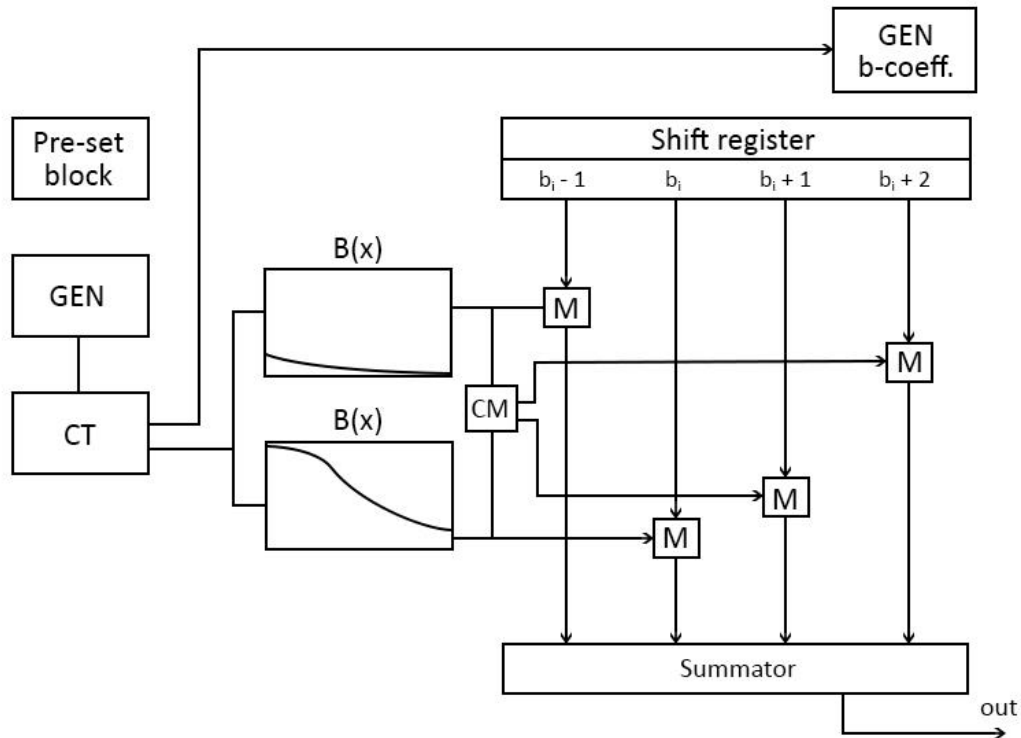 GEN
b-coeff.
Pre-set
block
Shift register
b_i - 1 b_i b_i + 1 b_i + 2
B(x)
GEN
M
M
CM
B(x)
CT
M
M
Summator
out